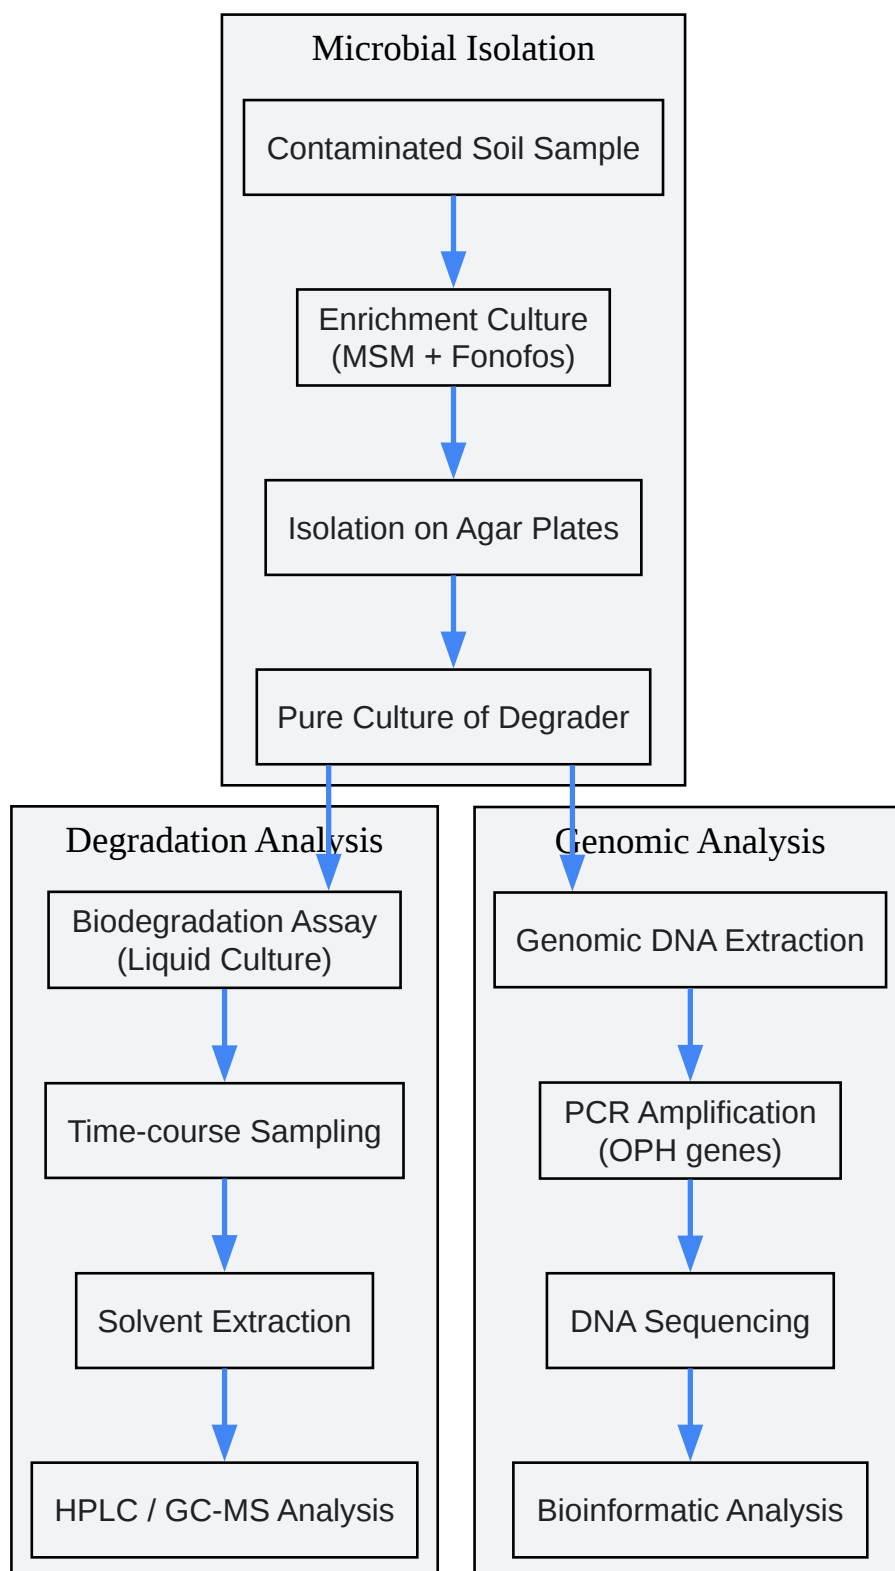 Microbial Isolation
Contaminated Soil Sample
Enrichment Culture
(MSM + Fonofos)
Isolation on Agar Plates
Pure Culture of Degrader
Degradation Analysis
Biodegradation Assay
(Liquid Culture)
Time-course Sampling
Solvent Extraction
HPLC / GC-MS Analysis
Genomic Analysis
Genomic DNA Extraction
PCR Amplification
(OPH genes)
DNA Sequencing
Bioinformatic Analysis